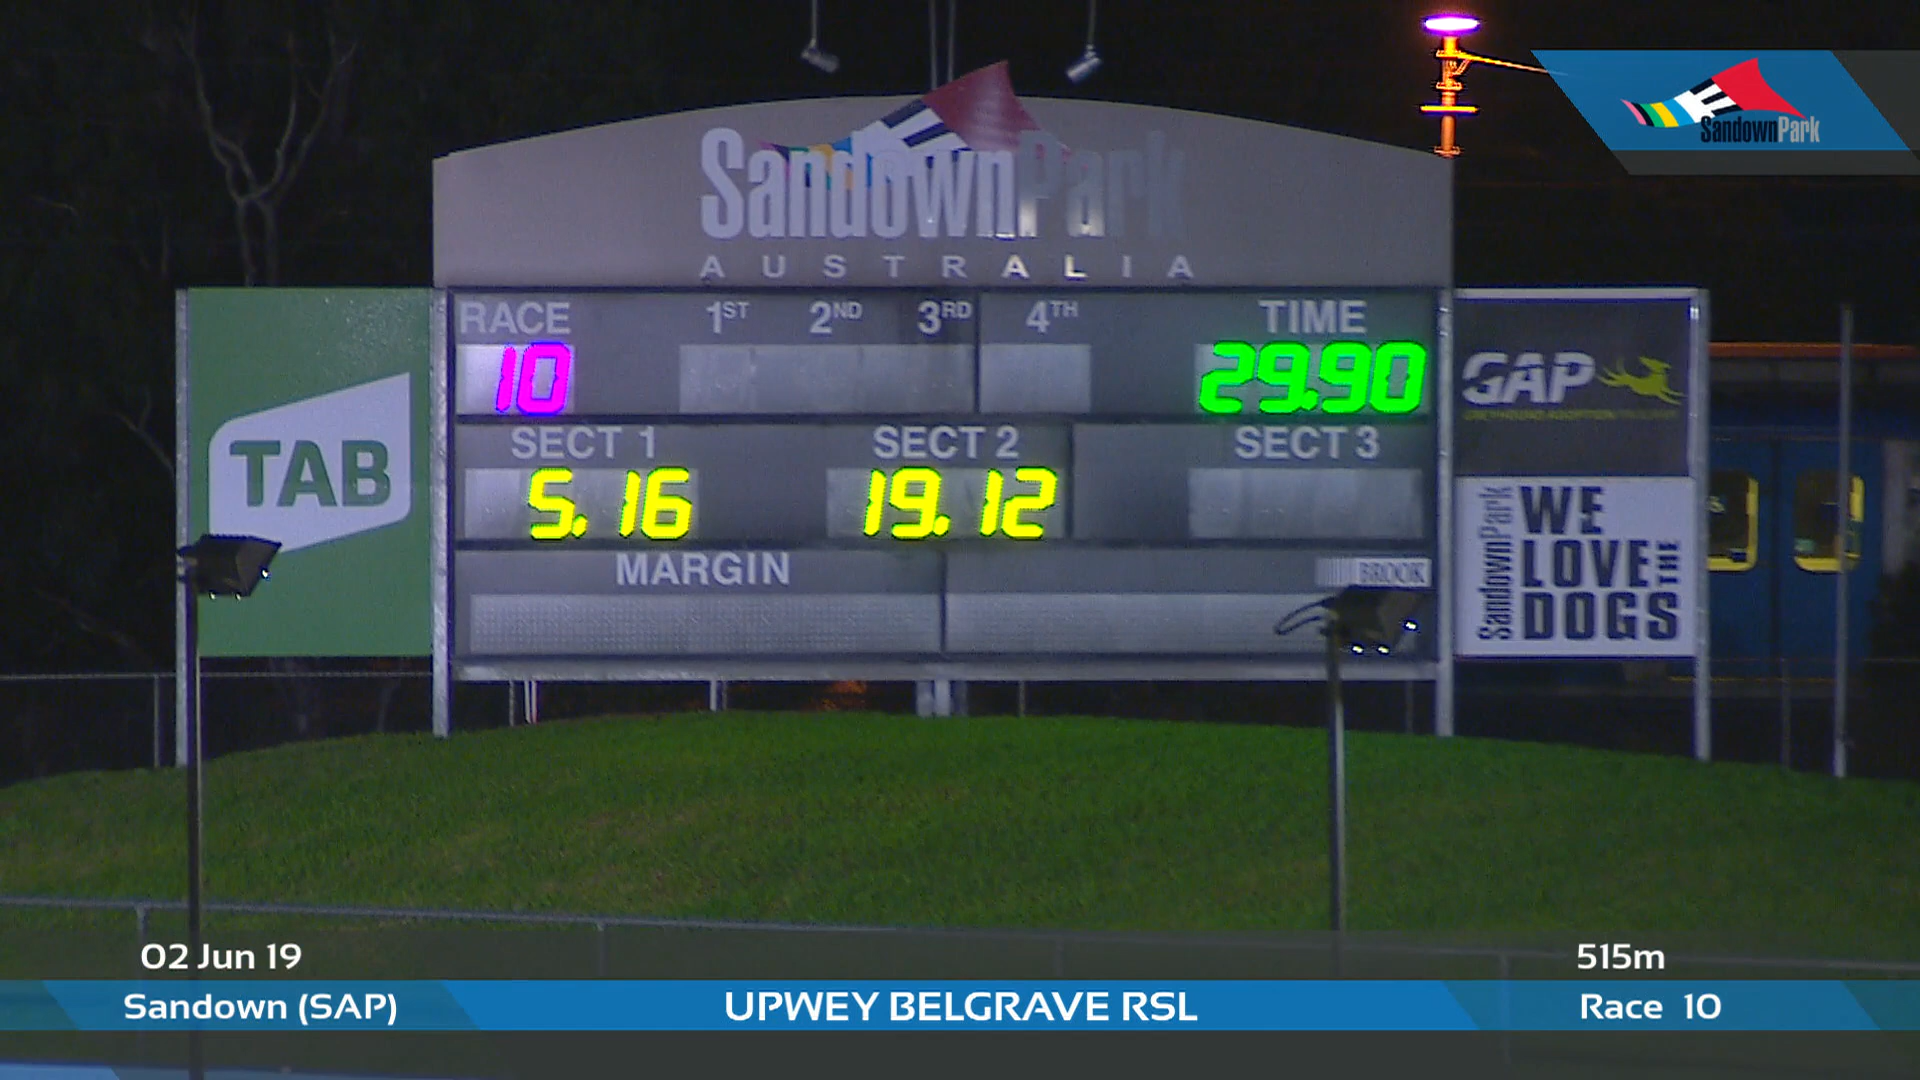 SandownPark
SandownPark
AUSTRALIA
RACE 1ST 2ND 3RD 4TH TIME
10 29.90
SECT 1 SECT 2 SECT 3
5.16 19.12
MARGIN
BROOK
TAB
GAP
GREYHOUND ADOPTION
SandownPark
WE
LOVE THE
DOGS
02 Jun 19 515m
Sandown (SAP) UPWEY BELGRAVE RSL Race 10